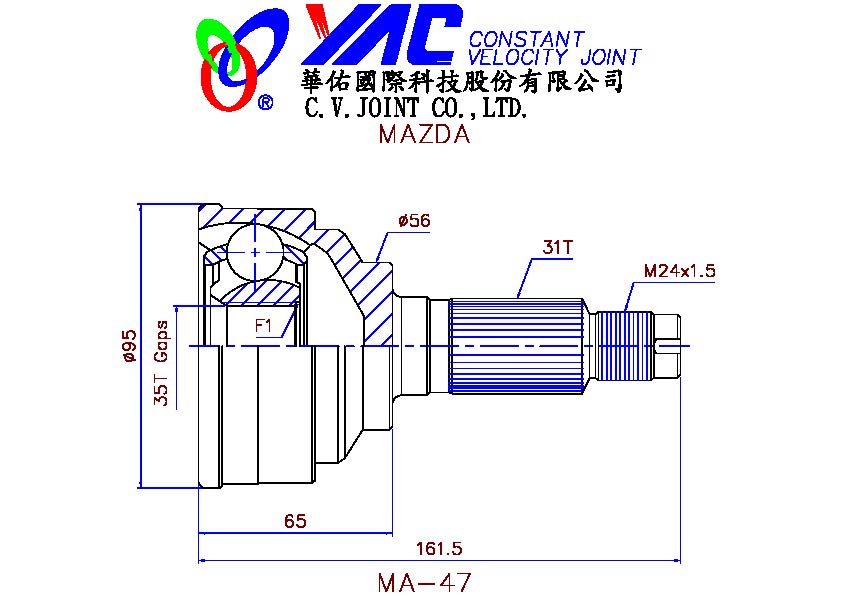 YAC CONSTANT
VELOCITY JOINT
華佑國際科技股份有限公司
®
C.V.JOINT CO.,LTD.
MAZDA
ø56
31T
M24x1.5
F1
ø95
35T Gaps
65
161.5
MA-47